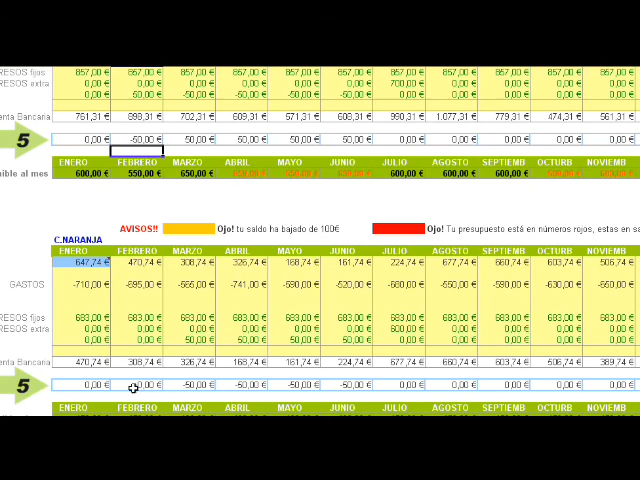 RESOS fijos 857,00 € 857,00 € 857,00 € 857,00 € 857,00 € 857,00 € 857,00 € 857,00 € 857,00 € 857,00 € 857,00 €
RESOS extra 0,00 € 0,00 € 0,00 € 0,00 € 0,00 € 0,00 € 700,00 € 0,00 € 0,00 € 0,00 € 0,00 €
0,00 € 50,00 € 50,00 € 50,00 € 50,00 € 50,00 € 0,00 € 0,00 € 0,00 € 0,00 € 0,00 €
enta Bancaria 761,31 € 898,31 € 702,31 € 609,31 € 571,31 € 608,31 € 990,31 € 1.077,31 € 779,31 € 474,31 € 561,31 €
5 0,00 € -50,00 € 50,00 € 50,00 € 50,00 € 50,00 € 0,00 € 0,00 € 0,00 € 0,00 € 0,00 €
ENERO FEBRERO MARZO ABRIL MAYO JUNIO JULIO AGOSTO SEPTIEMB OCTURB NOVIEMB
nible al mes 600,00 € 550,00 € 650,00 € 600,00 € 600,00 € 600,00 €
AVISOS!! Ojo! tu saldo ha bajado de 100€ Ojo! Tu presupuesto está en números rojos, estas en sa
C.NARANJA
ENERO FEBRERO MARZO ABRIL MAYO JUNIO JULIO AGOSTO SEPTIEMB OCTURB NOVIEMB
647,74 € 470,74 € 308,74 € 326,74 € 168,74 € 161,74 € 224,74 € 677,74 € 660,74 € 603,74 € 506,74 €
GASTOS -710,00 € -695,00 € -565,00 € -741,00 € -590,00 € -520,00 € -680,00 € -550,00 € -590,00 € -630,00 € -650,00 €
RESOS fijos 683,00 € 683,00 € 683,00 € 683,00 € 683,00 € 683,00 € 683,00 € 683,00 € 683,00 € 683,00 € 683,00 €
RESOS extra 0,00 € 0,00 € 0,00 € 0,00 € 0,00 € 0,00 € 600,00 € 0,00 € 0,00 € 0,00 € 0,00 €
0,00 € 0,00 € 50,00 € 50,00 € 50,00 € 50,00 € 0,00 € 0,00 € 0,00 € 0,00 € 0,00 €
enta Bancaria 470,74 € 308,74 € 326,74 € 168,74 € 161,74 € 224,74 € 677,74 € 660,74 € 603,74 € 506,74 € 389,74 €
5 0,00 € 0,00 € -50,00 € -50,00 € -50,00 € -50,00 € 0,00 € 0,00 € 0,00 € 0,00 € 0,00 €
ENERO FEBRERO MARZO ABRIL MAYO JUNIO JULIO AGOSTO SEPTIEMB OCTURB NOVIEMB